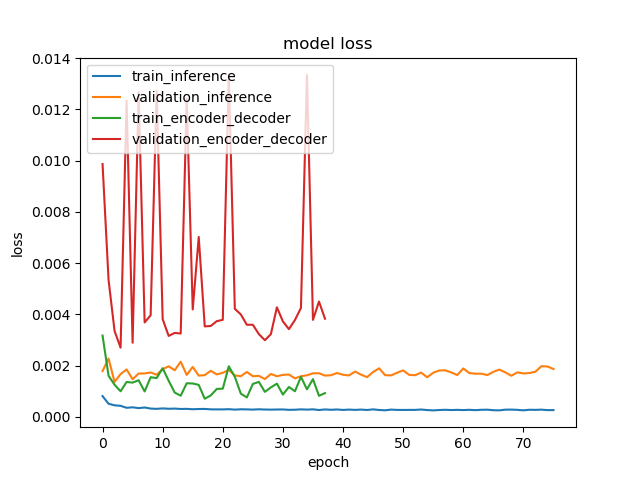 model loss
0.014
0.012
0.010
0.008
0.006
0.004
0.002
0.000
loss
train_inference
validation_inference
train_encoder_decoder
validation_encoder_decoder
0 10 20 30 40 50 60 70
epoch